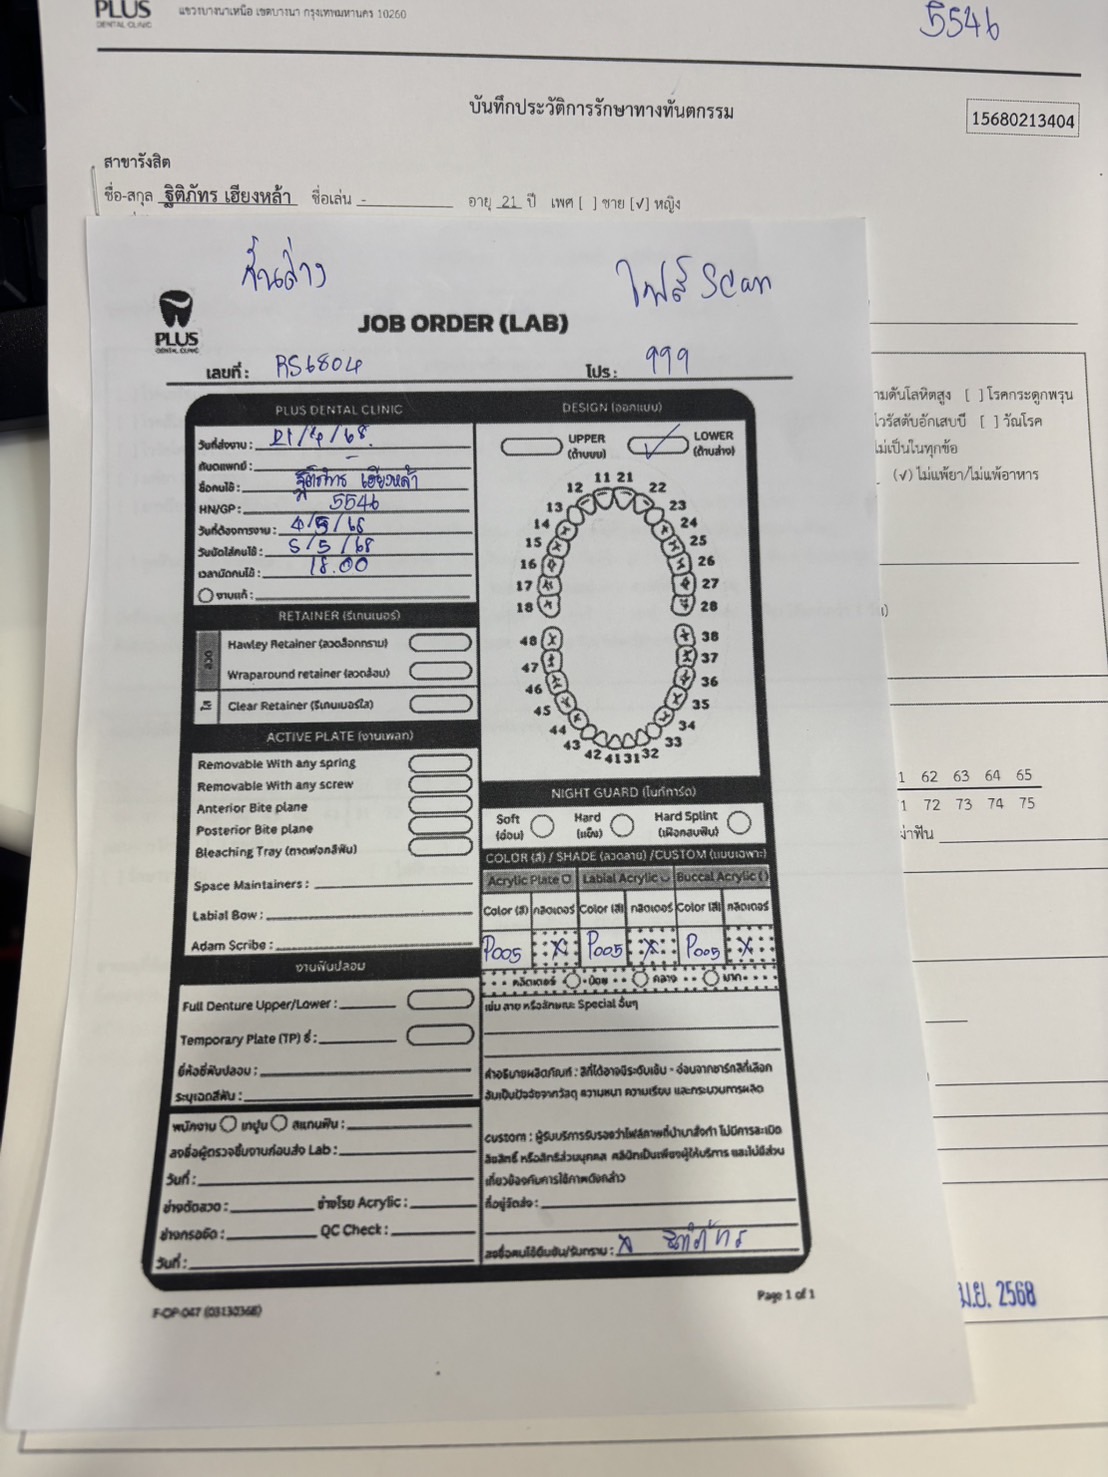 PLUS
DENTAL CLINIC
แขวงบางนาเหนือ เขตบางนา กรุงเทพมหานคร 10260
5546
บันทึกประวัติการรักษาทางทันตกรรม
15680213404
สาขารังสิต
ชื่อ-สกุล ฐิติภัทร เฮียงหล้า ชื่อเล่น - อายุ 21 ปี เพศ [ ] ชาย [√] หญิง
ชิ้นล่าง
ไฟล์ Scan
PLUS
DENTAL CLINIC
JOB ORDER (LAB)
เลขที่ : RS6804
โปร : 999
PLUS DENTAL CLINIC
วันที่ส่งงาน : 21/4/68.
ทันตแพทย์ : -
ชื่อคนไข้ : ฐิติภัทร เฮียงหล้า
HN/GP : 5546
วันที่ต้องการงาน : 4/5/68
วันนัดใส่คนไข้ : 5/5/68
เวลานัดคนไข้ : 18.00
งานแก้ :
RETAINER (รีเทนเนอร์)
ลวด
Hawley Retainer (ลวดล็อกกราม)
Wraparound retainer (ลวดล้อม)
ใส
Clear Retainer (รีเทนเนอร์ใส)
ACTIVE PLATE (งานเพลท)
Removable With any spring
Removable With any screw
Anterior Bite plane
Posterior Bite plane
Bleaching Tray (ถาดฟอกสีฟัน)
Space Maintainers :
Labial Bow :
Adam Scribe :
งานฟันปลอม
Full Denture Upper/Lower :
Temporary Plate (TP) ซี่ :
ยี่ห้อซี่ฟันปลอม :
ระบุเฉดสีฟัน :
พนักงาน เทปูน สแกนฟัน :
ลงชื่อผู้ตรวจชิ้นงานก่อนส่ง Lab :
วันที่ :
ช่างดัดลวด : ช่างโรย Acrylic :
ช่างกรอขัด : QC Check :
วันที่ :
DESIGN (ออกแบบ)
UPPER (ด้านบน)
LOWER (ด้านล่าง)
11 21
12 22
13 23
14 24
15 25
16 26
17 27
18 28
48 38
47 37
46 36
45 35
44 34
43 33
42 41 31 32
NIGHT GUARD (ไนท์การ์ด)
Soft (อ่อน)
Hard (แข็ง)
Hard Splint (เฝือกสบฟัน)
COLOR (สี) / SHADE (ลวดลาย) /CUSTOM (แบบเฉพาะ)
Acrylic Plate Labial Acrylic Buccal Acrylic
Color (สี) กลิตเตอร์ Color (สี) กลิตเตอร์ Color (สี) กลิตเตอร์
P005 X P005 X P005 X
กลิตเตอร์ น้อย กลาง มาก
เช่น ลาย หรือลักษณะ Special อื่นๆ
คำอธิบายผลิตภัณฑ์ : สีที่ได้อาจมีระดับเข้ม - อ่อนจากชาร์ทสีที่เลือก
อันเป็นปัจจัยจากวัสดุ ความหนา ความเรียบ และกระบวนการผลิต
custom : ผู้รับบริการรับรองว่าไฟล์ภาพที่นำมาสั่งทำ ไม่มีการละเมิด
ลิขสิทธิ์ หรือสิทธิส่วนบุคคล คลินิกเป็นเพียงผู้ให้บริการ และไม่มีส่วน
เกี่ยวข้องกับการใช้ภาพดังกล่าว
ที่อยู่จัดส่ง :
ลงชื่อคนไข้ยืนยัน/รับทราบ : x ฐิติภัทร
F-OP-047 (03130368)
Page 1 of 1
ามดันโลหิตสูง [ ] โรคกระดูกพรุน
ไวรัสตับอักเสบบี [ ] วัณโรค
ไม่เป็นในทุกข้อ
(√) ไม่แพ้ยา/ไม่แพ้อาหาร
1 62 63 64 65
1 72 73 74 75
ผ่าฟัน
ม.ย. 2568